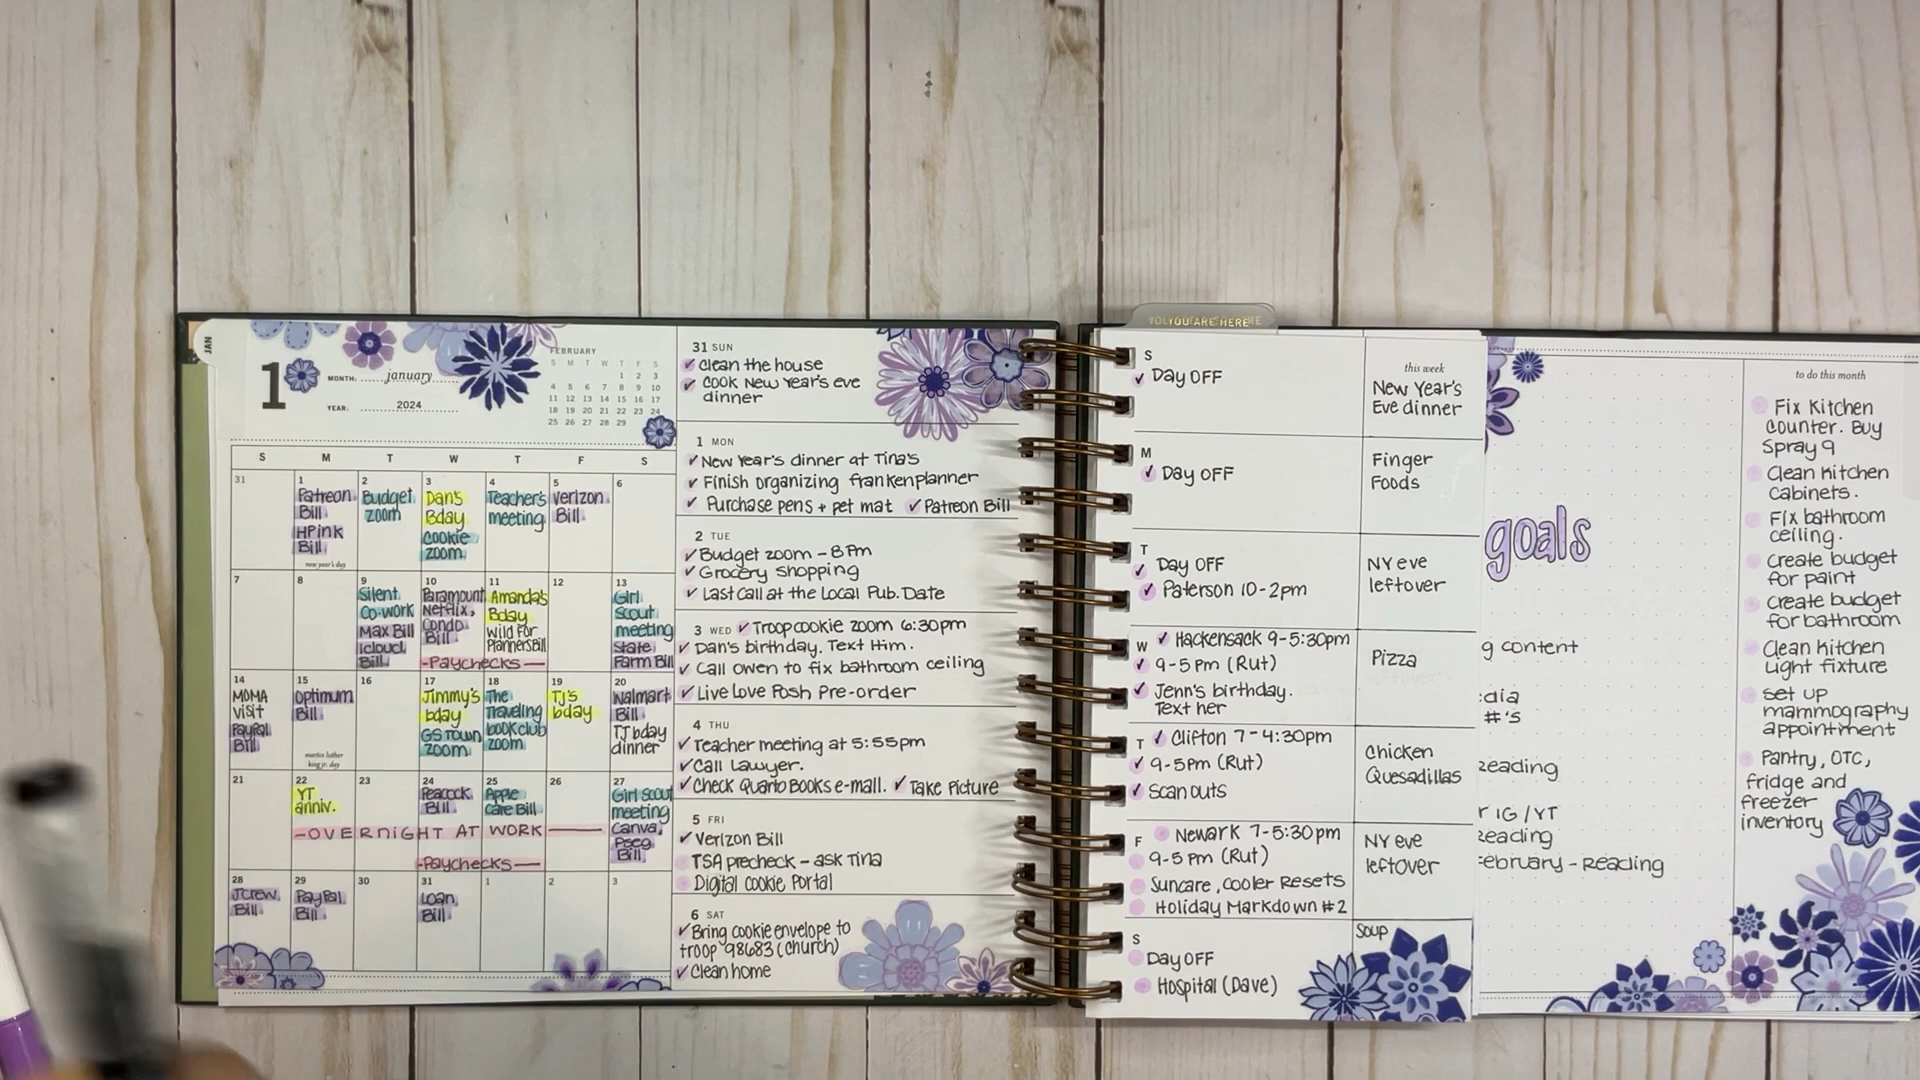 JAN
1
MONTH: january
YEAR: 2024
FEBRUARY
S M T W T F S
1 2 3
4 5 6 7 8 9 10
11 12 13 14 15 16 17
18 19 20 21 22 23 24
25 26 27 28 29
S M T W T F S
31
1
Patreon
Bill
HPink
Bill
new year's day
2
Budget
zoom
3
Dan's
Bday
Cookie
zoom
4
Teacher's
meeting
5
Verizon
Bill
6
7
8
9
Silent
Co-work
Max Bill
Icloud
Bill
10
Paramount
Netflix,
Condo
Bill
11
Amanda's
Bday
Wild For
Planners Bill
-Paychecks-
12
13
Girl
Scout
meeting
State
Farm Bill
14
MOMA
visit
PayPal
Bill
15
Optimum
Bill
martin luther
king jr. day
16
17
Jimmy's
bday
GS Town
zoom
18
The
Traveling
bookclub
zoom
19
TJ's
bday
20
Walmart
Bill
TJ bday
dinner
21
22
YT
anniv.
23
24
Peacock
Bill
25
Apple
Care Bill
26
27
Girl Scout
meeting
Canva,
Pseg
Bill
-OVERNIGHT AT WORK-
-Paychecks-
28
JCrew
Bill
29
PayPal
Bill
30
31
Loan
Bill
1
2
3
31 SUN
✓ Clean the house
✓ Cook New Year's eve
dinner
1 MON
✓ New Year's dinner at Tina's
✓ Finish organizing frankenplanner
✓ Purchase pens + pet mat ✓ Patreon Bill
2 TUE
✓ Budget zoom - 8pm
✓ Grocery shopping
✓ Last Call at the Local Pub. Date
3 WED ✓ Troop cookie zoom 6:30pm
✓ Dan's birthday. Text Him.
✓ Call Owen to fix bathroom ceiling
✓ Live Love Posh Pre-order
4 THU
✓ Teacher meeting at 5:55pm
✓ Call Lawyer.
✓ Check Quarto Books e-mail. ✓ Take Picture
5 FRI
✓ Verizon Bill
TSA precheck - ask Tina
Digital Cookie Portal
6 SAT
✓ Bring cookie envelope to
troop 98683 (church)
✓ Clean home
S
✓ Day OFF
M
✓ Day OFF
T
✓ Day OFF
✓ Paterson 10-2pm
W ✓ Hackensack 9-5:30pm
✓ 9-5pm (Rut)
✓ Jenn's birthday.
Text her
T ✓ Clifton 7-4:30pm
✓ 9-5pm (Rut)
✓ Scan outs
F Newark 7-5:30pm
9-5pm (Rut)
Suncare, cooler Resets
Holiday Markdown #2
S
Day OFF
Hospital (Dave)
this week
New Year's
Eve dinner
Finger
Foods
NY eve
leftover
Pizza
Chicken
Quesadillas
NY eve
leftover
Soup
goals
g content
dia
#'s
Reading
r IG/YT
Reading
February - Reading
to do this month
Fix Kitchen
Counter. Buy
Spray 9
Clean Kitchen
cabinets.
Fix bathroom
ceiling.
Create budget
for paint
Create budget
for bathroom
Clean kitchen
Light fixture
Set up
mammography
appointment
Pantry, OTC,
fridge and
freezer
inventory